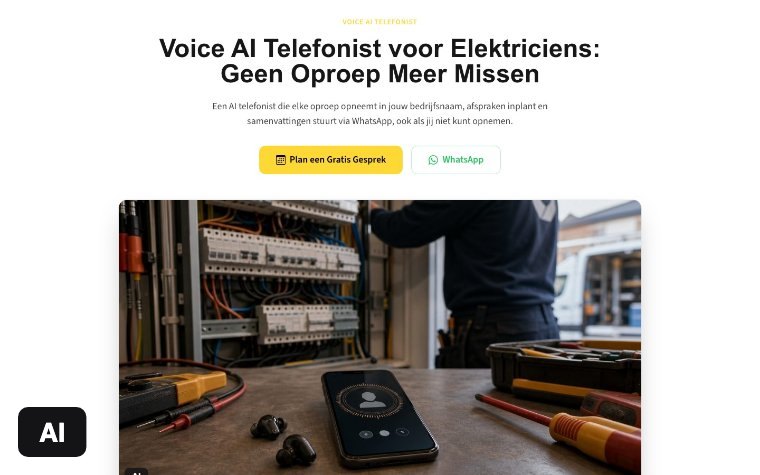 VOICE AI TELEFONIST
Voice AI Telefonist voor Elektriciens:
Geen Oproep Meer Missen
Een AI telefonist die elke oproep opneemt in jouw bedrijfsnaam, afspraken inplant en
samenvattingen stuurt via WhatsApp, ook als jij niet kunt opnemen.
Plan een Gratis Gesprek
WhatsApp
AI